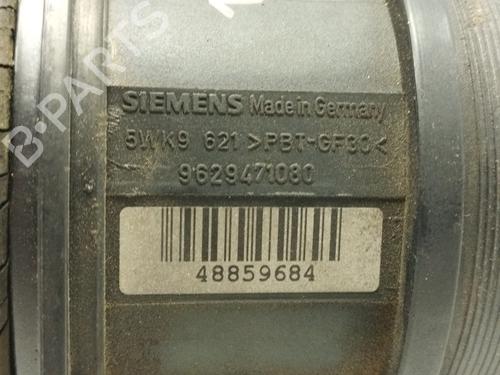 B-PARTS
SIEMENS Made in Germany
5WK9 621 >PBT-GF30<
9629471080
48859684